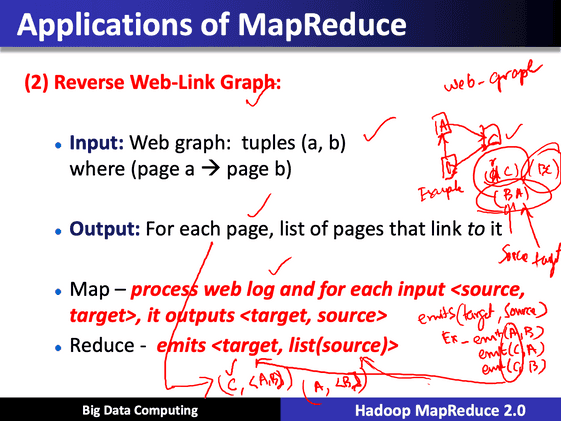 Applications of MapReduce
(2) Reverse Web-Link Graph:
web-graph
• Input: Web graph: tuples (a, b)
where (page a → page b)
A
C
B
Example
(A C) (BC)
(B A)
Source target
• Output: For each page, list of pages that link to it
• Map – process web log and for each input <source,
target>, it outputs <target, source>
• Reduce - emits <target, list(source)>
emits(target, source)
Ex - emit(A,B)
emit(C,A)
emit(C,B)
(C, <A,B>) (A, <B>)
Big Data Computing
Hadoop MapReduce 2.0